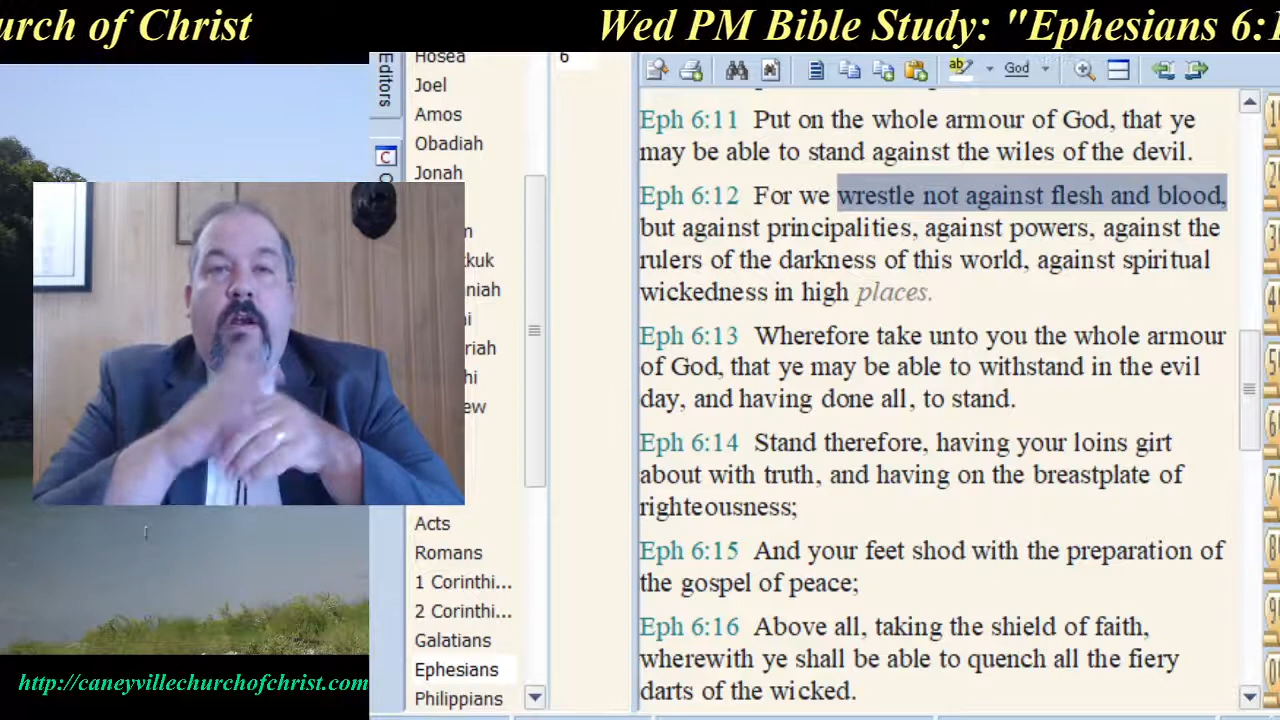 urch of Christ
Wed PM Bible Study: "Ephesians 6:1
Editors
Hosea
6
Joel
Amos
Obadiah
Jonah
kuk
niah
riah
hi
ew
Acts
Romans
1 Corinthi...
2 Corinthi...
Galatians
Ephesians
Philippians
God
Eph 6:11 Put on the whole armour of God, that ye
may be able to stand against the wiles of the devil.
Eph 6:12 For we wrestle not against flesh and blood,
but against principalities, against powers, against the
rulers of the darkness of this world, against spiritual
wickedness in high places.
Eph 6:13 Wherefore take unto you the whole armour
of God, that ye may be able to withstand in the evil
day, and having done all, to stand.
Eph 6:14 Stand therefore, having your loins girt
about with truth, and having on the breastplate of
righteousness;
Eph 6:15 And your feet shod with the preparation of
the gospel of peace;
Eph 6:16 Above all, taking the shield of faith,
wherewith ye shall be able to quench all the fiery
darts of the wicked.
http://caneyvillechurchofchrist.com